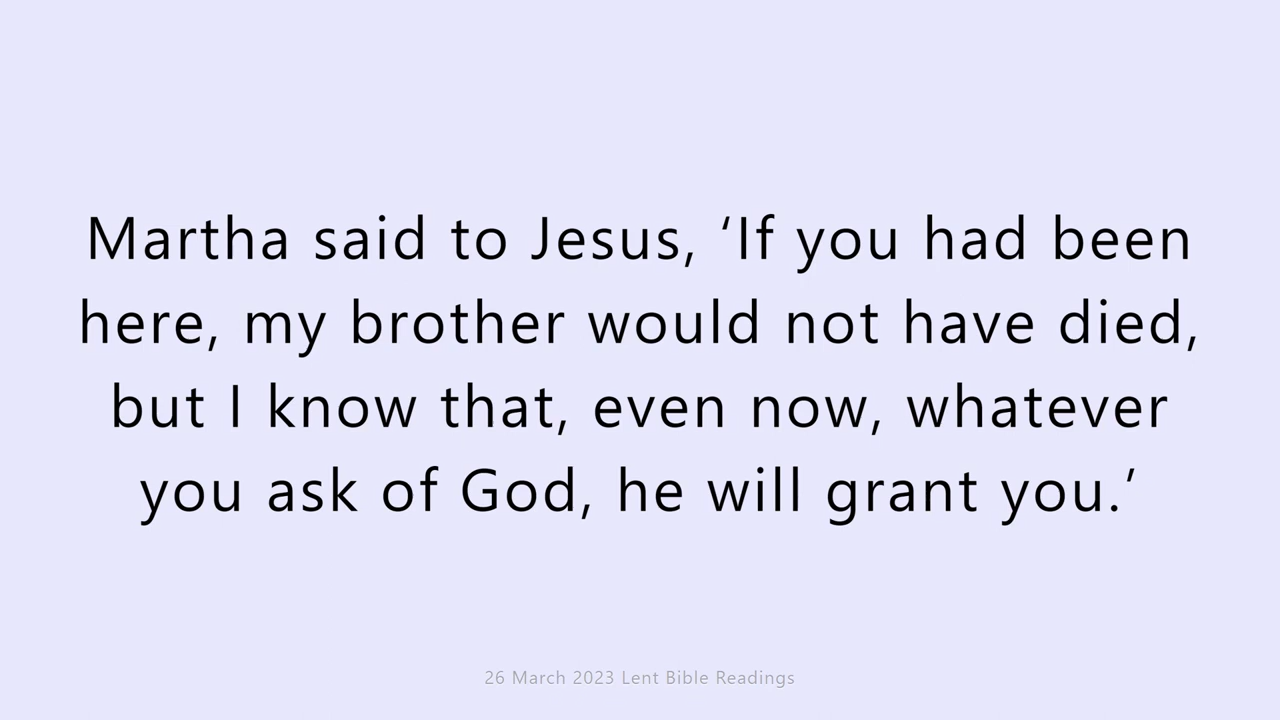 Martha said to Jesus, ‘If you had been
here, my brother would not have died,
but I know that, even now, whatever
you ask of God, he will grant you.’
26 March 2023 Lent Bible Readings